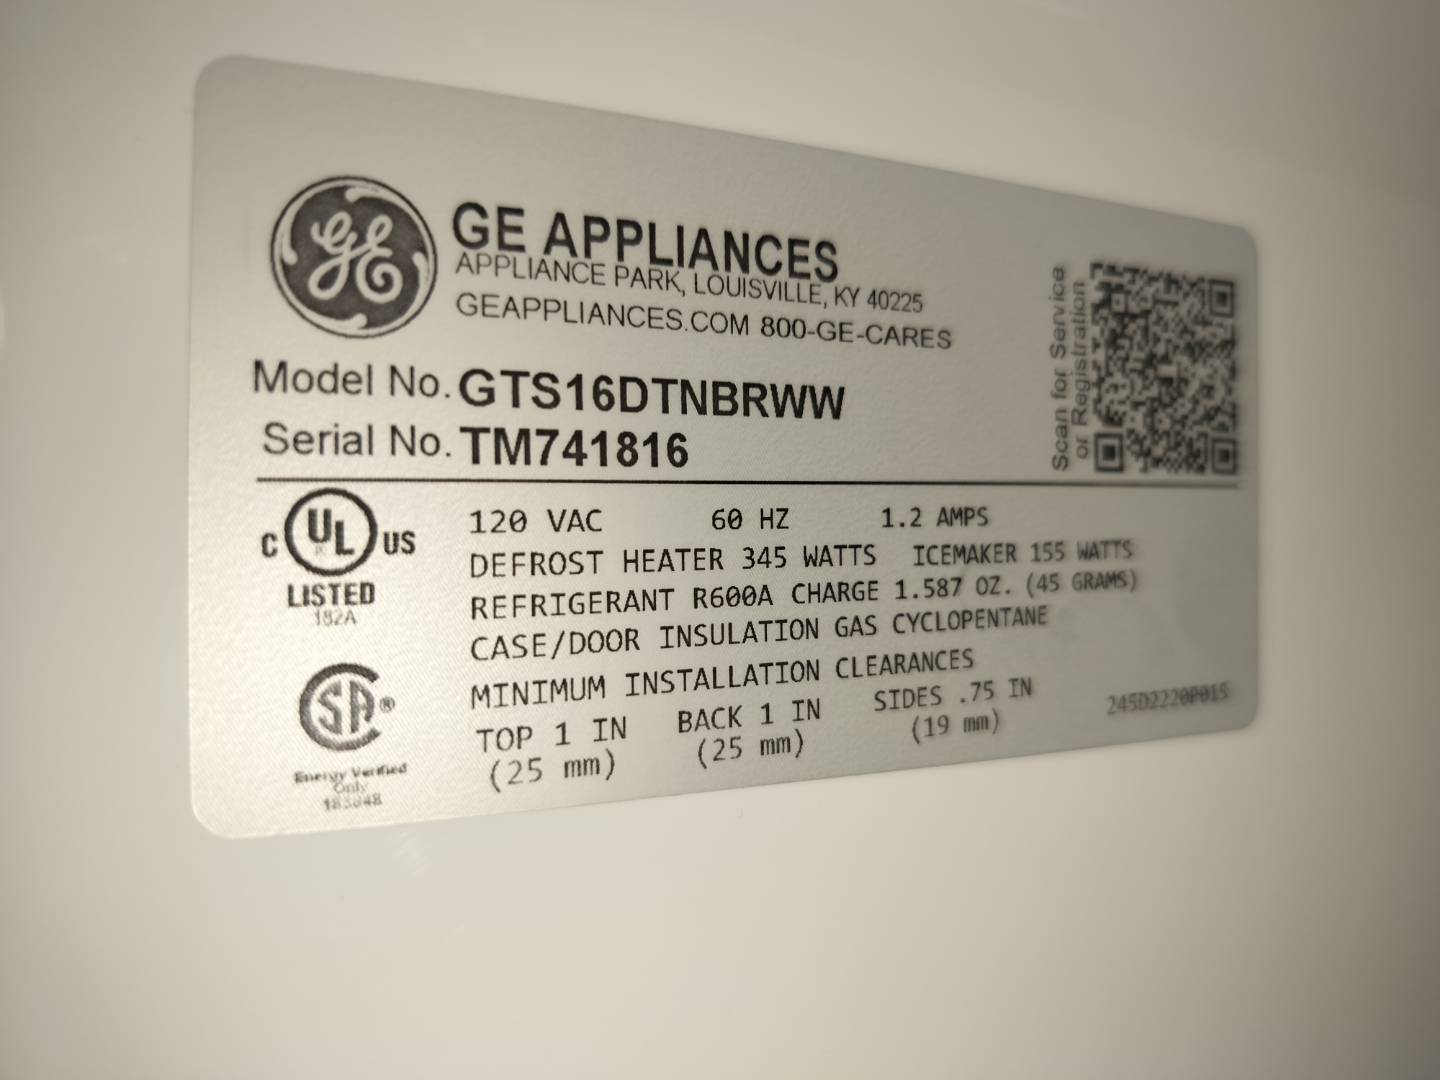 GE
GE APPLIANCES
APPLIANCE PARK, LOUISVILLE, KY 40225
GEAPPLIANCES.COM 800-GE-CARES
Scan for Service
or Registration
Model No. GTS16DTNBRWW
Serial No. TM741816
C UL US
LISTED
182A
120 VAC 60 HZ 1.2 AMPS
DEFROST HEATER 345 WATTS ICEMAKER 155 WATTS
REFRIGERANT R600A CHARGE 1.587 OZ. (45 GRAMS)
CASE/DOOR INSULATION GAS CYCLOPENTANE
MINIMUM INSTALLATION CLEARANCES
TOP 1 IN BACK 1 IN SIDES .75 IN
(25 mm) (25 mm) (19 mm)
245D2220P015
SA®
Energy Verified
Only